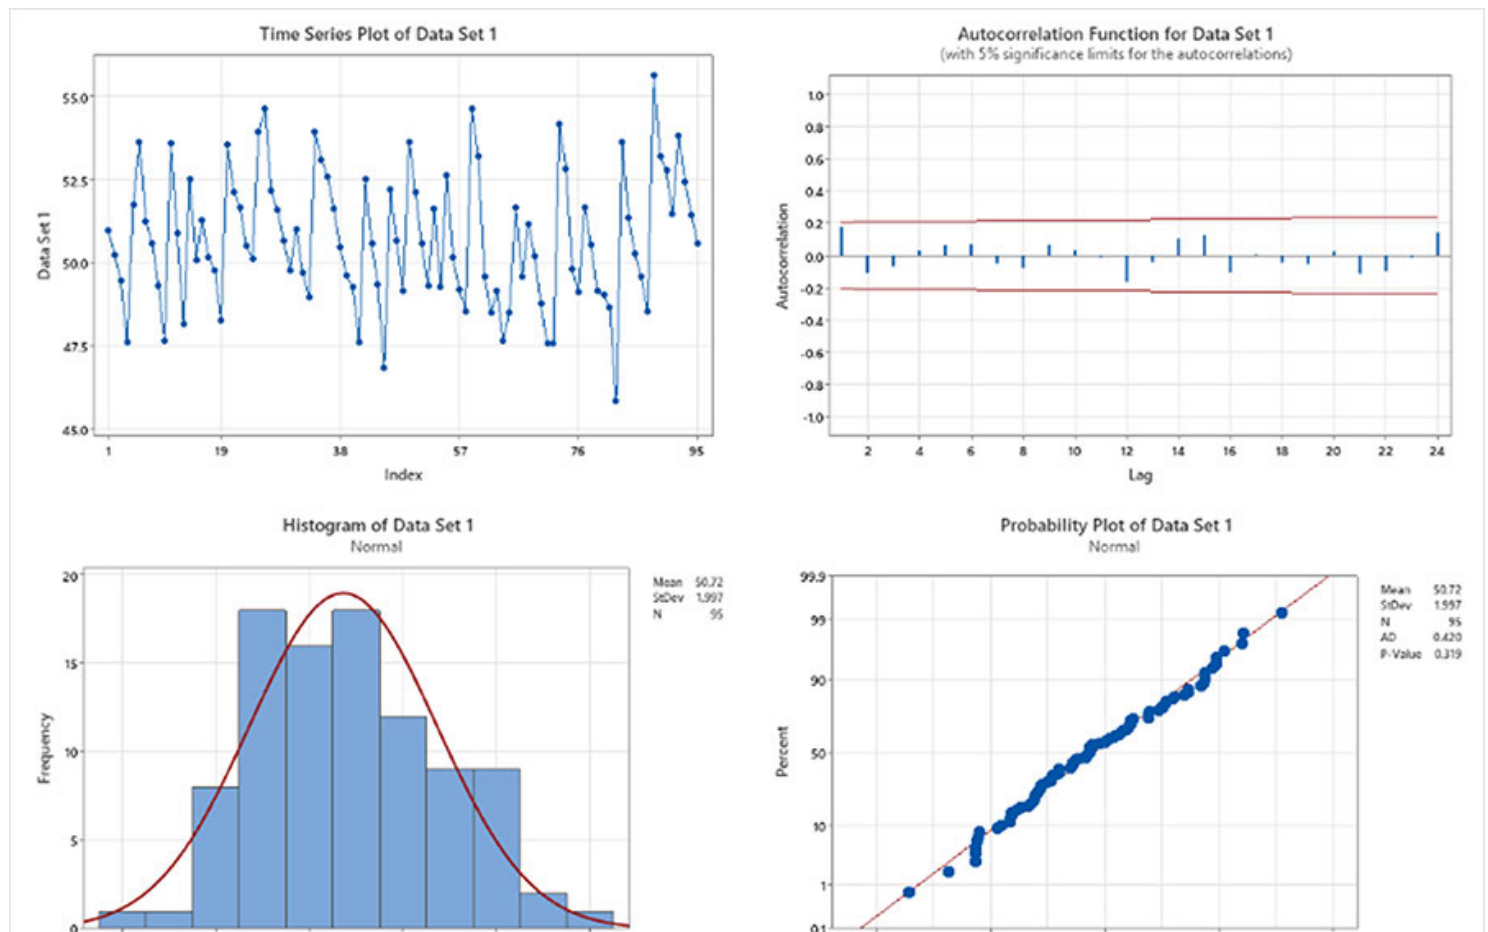 Time Series Plot of Data Set 1
55.0
52.5
50.0
47.5
45.0
Data Set 1
1 19 38 57 76 95
Index
Autocorrelation Function for Data Set 1
(with 5% significance limits for the autocorrelations)
1.0
0.8
0.6
0.4
0.2
0.0
-0.2
-0.4
-0.6
-0.8
-1.0
Autocorrelation
2 4 6 8 10 12 14 16 18 20 22 24
Lag
Histogram of Data Set 1
Normal
20
15
10
5
0
Frequency
Mean 50.72
StDev 1.997
N 95
Probability Plot of Data Set 1
Normal
99.9
99
90
50
10
1
0.1
Percent
Mean 50.72
StDev 1.997
N 95
AD 0.420
P-Value 0.319